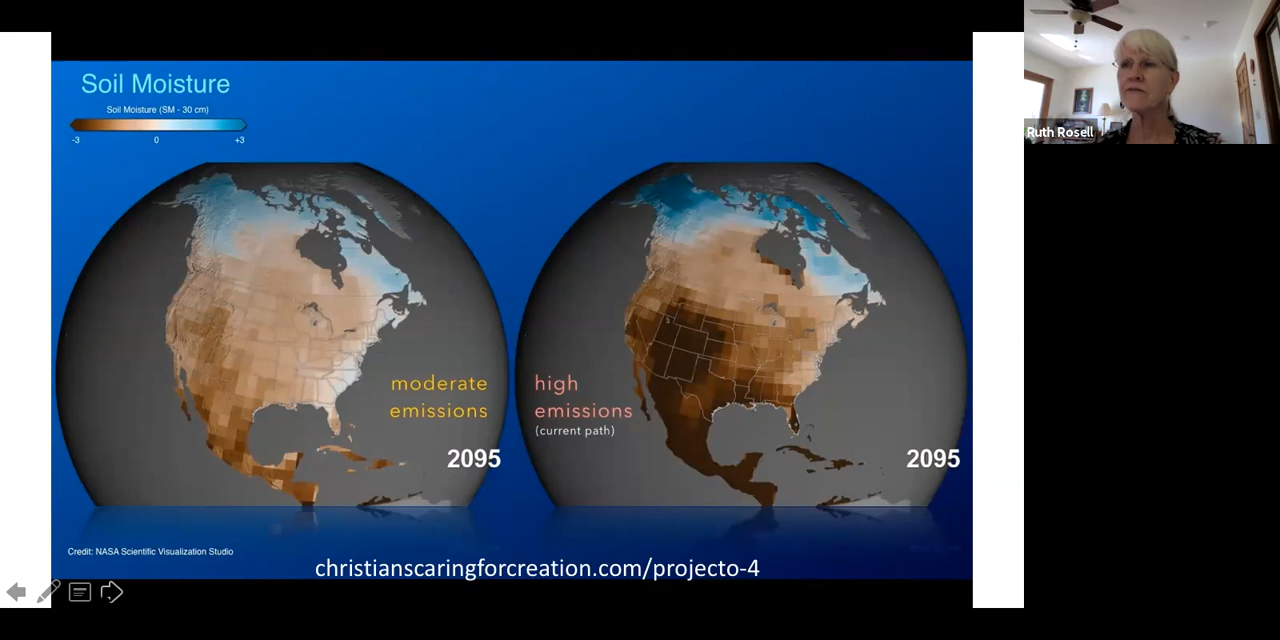 Soil Moisture
Soil Moisture (SM - 30 cm)
-3 0 +3
moderate
emissions
2095
high
emissions
(current path)
2095
Credit: NASA Scientific Visualization Studio
christianscaringforcreation.com/projecto-4
Ruth Rosell